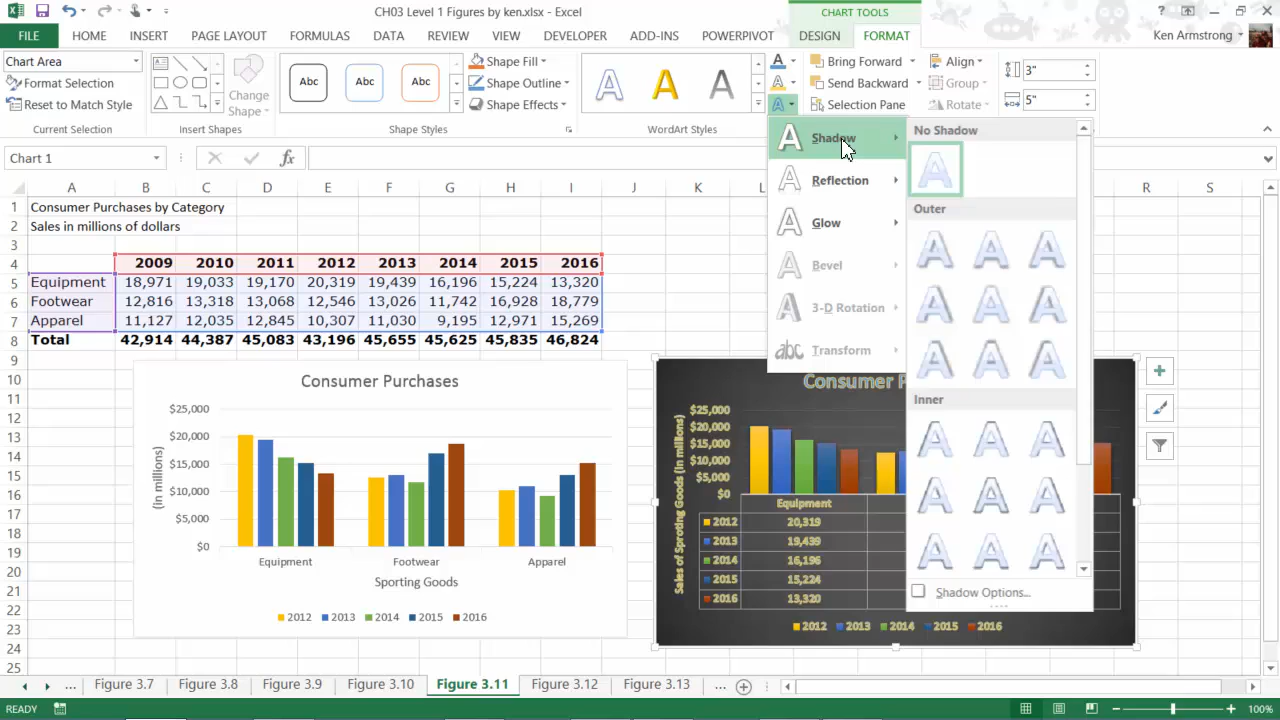 CH03 Level 1 Figures by ken.xlsx - Excel
CHART TOOLS
?
FILE HOME INSERT PAGE LAYOUT FORMULAS DATA REVIEW VIEW DEVELOPER ADD-INS POWERPIVOT DESIGN FORMAT Ken Armstrong
Chart Area
Format Selection
Reset to Match Style
Current Selection
Change
Shape
Insert Shapes
Abc Abc Abc
Shape Fill
Shape Outline
Shape Effects
Shape Styles
A A A
WordArt Styles
Bring Forward
Send Backward
Selection Pane
Align
Group
Rotate
3"
5"
Chart 1
fx
Shadow
Reflection
Glow
Bevel
3-D Rotation
abc Transform
No Shadow
Outer
Inner
Shadow Options...
A B C D E F G H I J K L R S
1 Consumer Purchases by Category
2 Sales in millions of dollars
3
4 2009 2010 2011 2012 2013 2014 2015 2016
5 Equipment 18,971 19,033 19,170 20,319 19,439 16,196 15,224 13,320
6 Footwear 12,816 13,318 13,068 12,546 13,026 11,742 16,928 18,779
7 Apparel 11,127 12,035 12,845 10,307 11,030 9,195 12,971 15,269
8 Total 42,914 44,387 45,083 43,196 45,655 45,625 45,835 46,824
9
10
11
12
13
14
15
16
17
18
19
20
21
22
23
24
25
Consumer Purchases
(In millions)
$25,000
$20,000
$15,000
$10,000
$5,000
$0
Equipment Footwear Apparel
Sporting Goods
2012 2013 2014 2015 2016
Consumer P
Sales of Sproting Goods (In millions)
$25,000
$20,000
$15,000
$10,000
$5,000
$0
Equipment
2012 20,319
2013 19,439
2014 16,196
2015 15,224
2016 13,320
2012 2013 2014 2015 2016
... Figure 3.7 Figure 3.8 Figure 3.9 Figure 3.10 Figure 3.11 Figure 3.12 Figure 3.13 ...
READY
100%